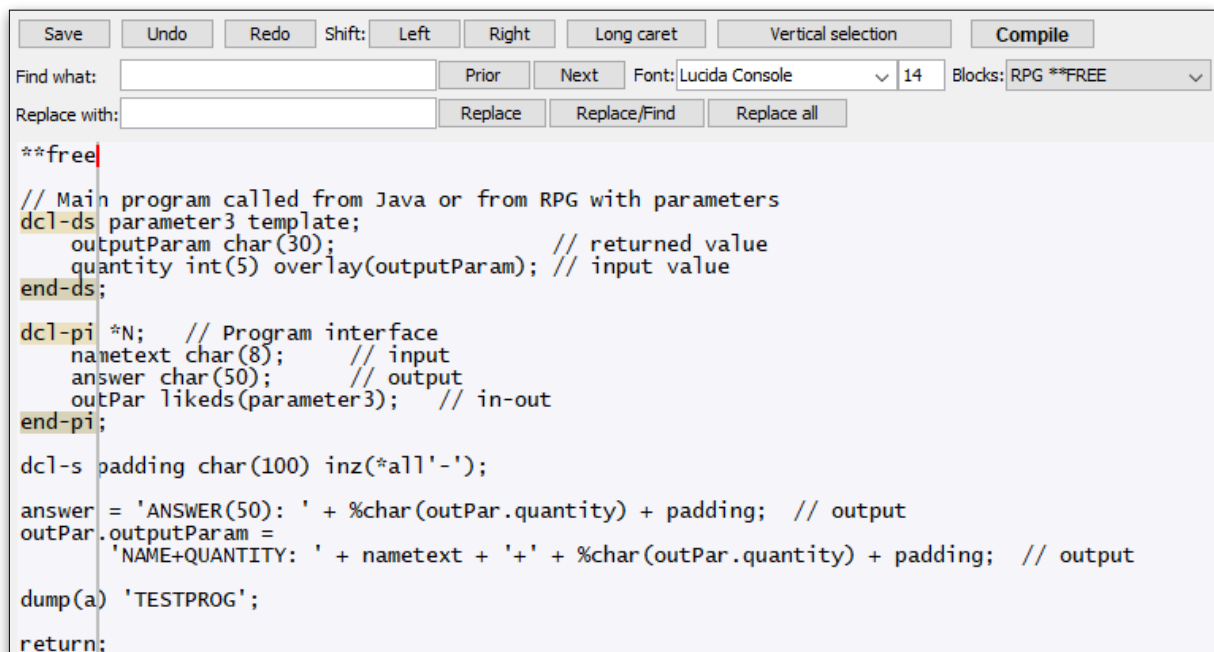 Save Undo Redo Shift: Left Right Long caret Vertical selection Compile
Find what: Prior Next Font: Lucida Console 14 Blocks: RPG **FREE
Replace with: Replace Replace/Find Replace all
**free
// Main program called from Java or from RPG with parameters
dcl-ds parameter3 template;
    outputParam char(30);                  // returned value
    quantity int(5) overlay(outputParam); // input value
end-ds;
dcl-pi *N;   // Program interface
    nametext char(8);      // input
    answer char(50);       // output
    outPar likeds(parameter3);   // in-out
end-pi;
dcl-s padding char(100) inz(*all'-');
answer = 'ANSWER(50): ' + %char(outPar.quantity) + padding;  // output
outPar.outputParam =
       'NAME+QUANTITY: ' + nametext + '+' + %char(outPar.quantity) + padding;  // output
dump(a) 'TESTPROG';
return;